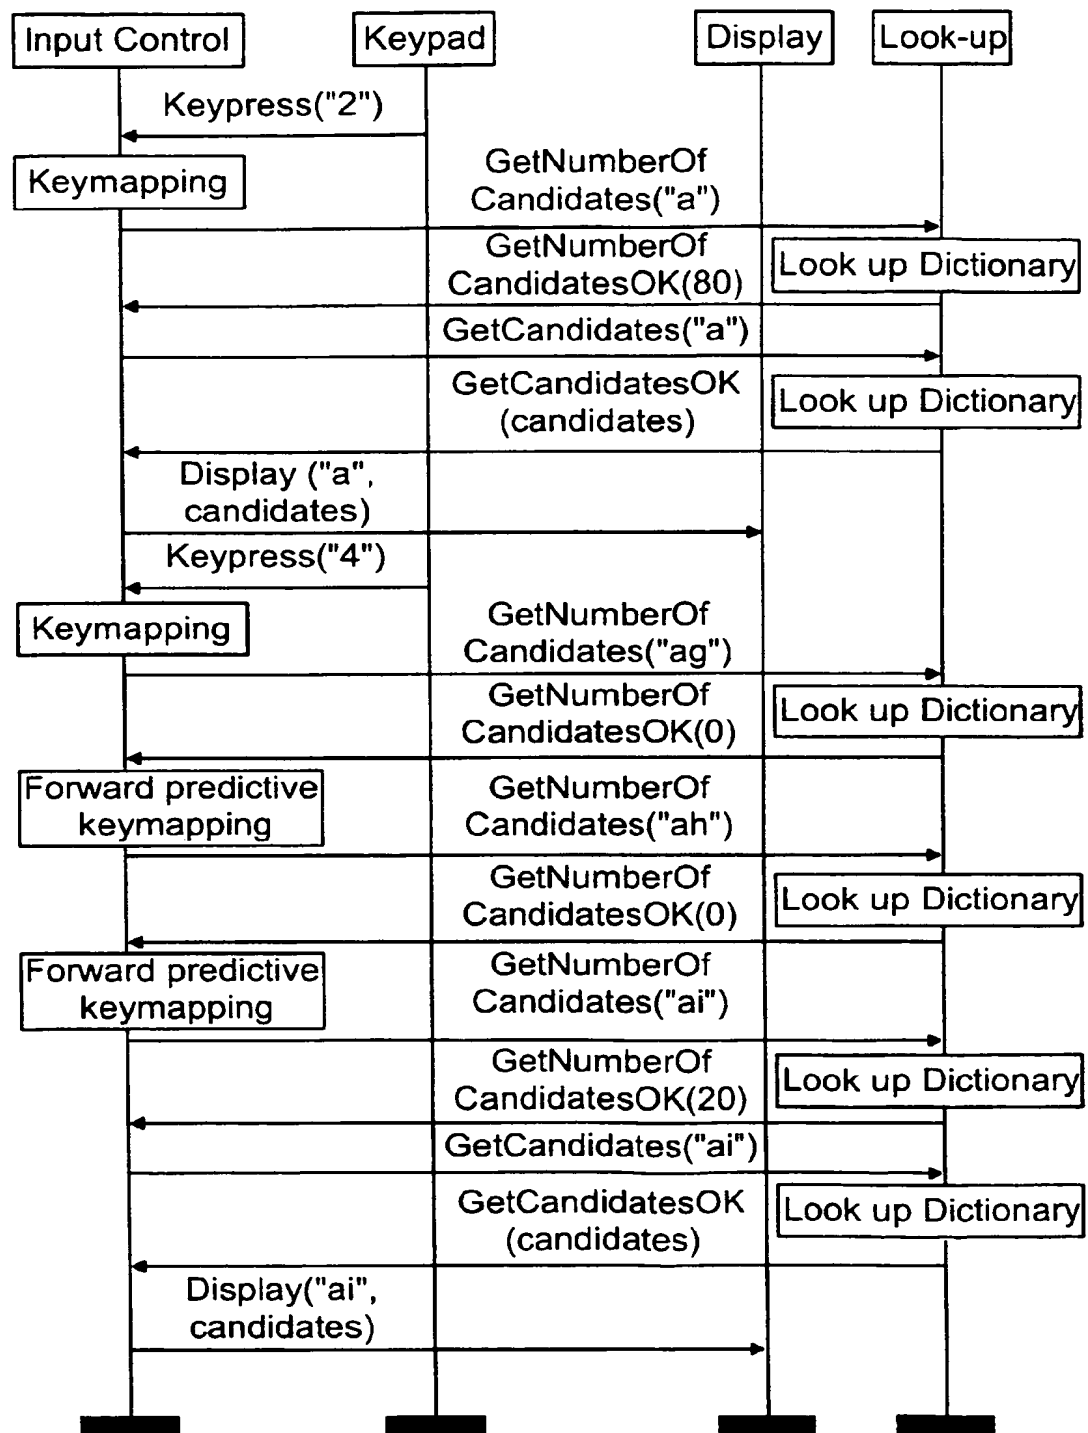 Input Control
Keypad
Display
Look-up
Keypress("2")
Keymapping
GetNumberOf
Candidates("a")
GetNumberOf
CandidatesOK(80)
Look up Dictionary
GetCandidates("a")
GetCandidatesOK
(candidates)
Look up Dictionary
Display ("a",
candidates)
Keypress("4")
Keymapping
GetNumberOf
Candidates("ag")
GetNumberOf
CandidatesOK(0)
Look up Dictionary
Forward predictive
keymapping
GetNumberOf
Candidates("ah")
GetNumberOf
CandidatesOK(0)
Look up Dictionary
Forward predictive
keymapping
GetNumberOf
Candidates("ai")
GetNumberOf
CandidatesOK(20)
Look up Dictionary
GetCandidates("ai")
GetCandidatesOK
(candidates)
Look up Dictionary
Display("ai",
candidates)